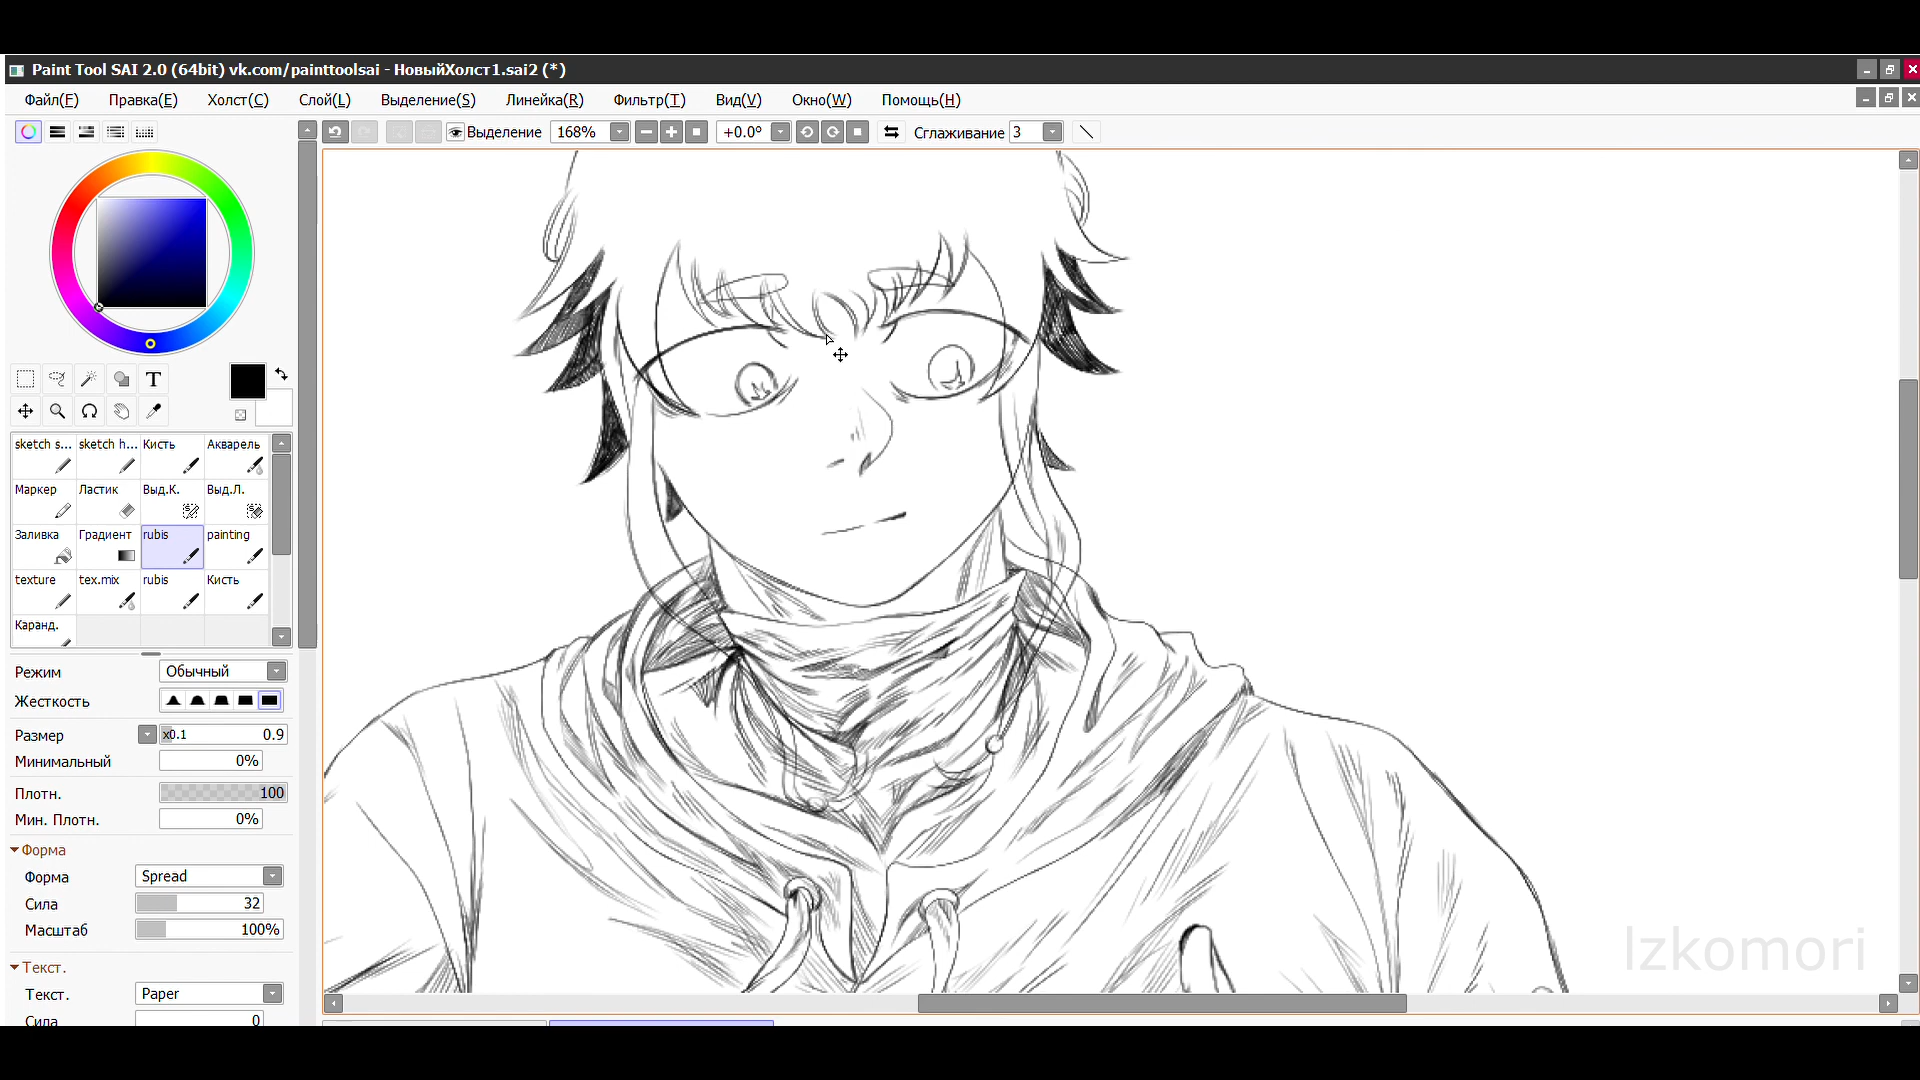 Paint Tool SAI 2.0 (64bit) vk.com/painttoolsai - НовыйХолст1.sai2 (*)
Файл(F) Правка(E) Холст(C) Слой(L) Выделение(S) Линейка(R) Фильтр(T) Вид(V) Окно(W) Помощь(H)
Выделение 168% +0.0° Сглаживание 3
T
sketch s... sketch h... Кисть Акварель
Маркер Ластик Выд.К. Выд.Л.
Заливка Градиент rubis painting
texture tex.mix rubis Кисть
Каранд.
Режим Обычный
Жесткость
Размер x0.1 0.9
Минимальный 0%
Плотн. 100
Мин. Плотн. 0%
Форма
Форма Spread
Сила 32
Масштаб 100%
Текст.
Текст. Paper
Сила 0
Izkomori